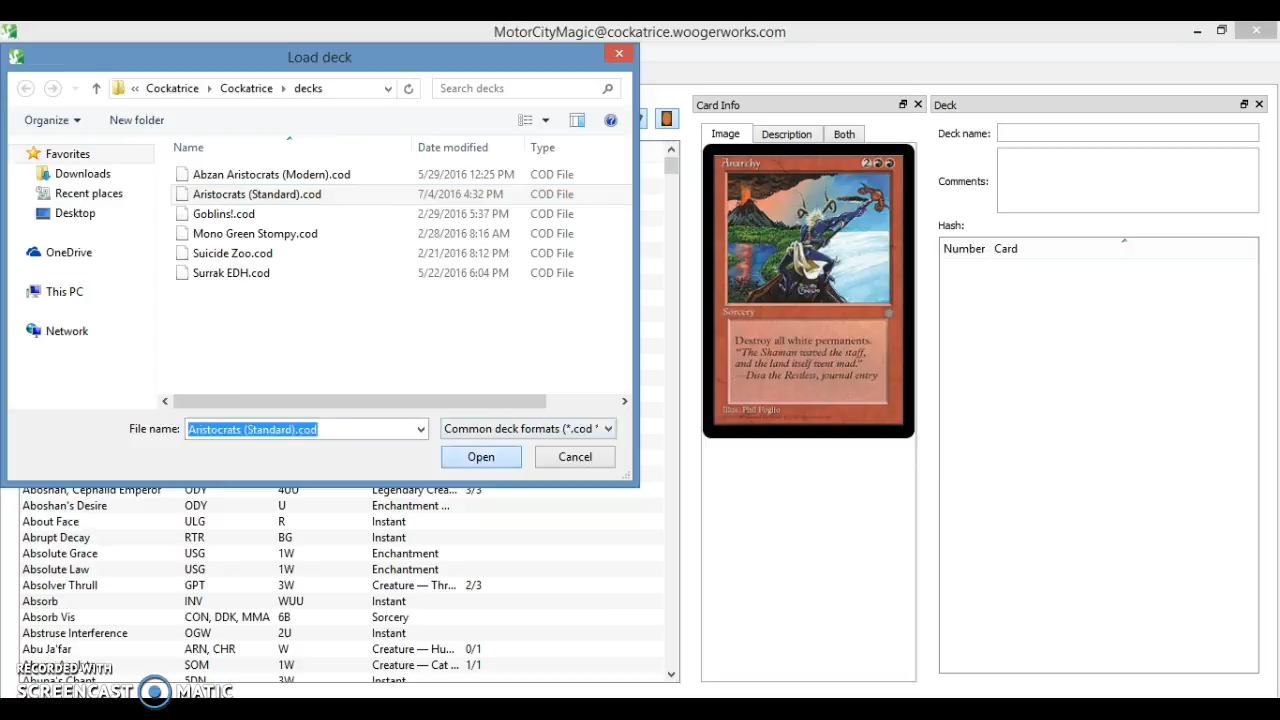 MotorCityMagic@cockatrice.woogerworks.com
Load deck
« Cockatrice › Cockatrice › decks
Search decks
Organize
New folder
Name Date modified Type
Favorites
Downloads
Recent places
Desktop
OneDrive
This PC
Network
Abzan Aristocrats (Modern).cod 5/29/2016 12:25 PM COD File
Aristocrats (Standard).cod 7/4/2016 4:32 PM COD File
Goblins!.cod 2/29/2016 5:37 PM COD File
Mono Green Stompy.cod 2/28/2016 8:16 AM COD File
Suicide Zoo.cod 2/21/2016 8:12 PM COD File
Surrak EDH.cod 5/22/2016 6:04 PM COD File
File name: Aristocrats (Standard).cod
Common deck formats (*.cod *
Open
Cancel
Card Info
Image
Description
Both
Anarchy 2
Sorcery
Destroy all white permanents.
"The Shaman waved the staff,
and the land itself went mad."
—Disa the Restless, journal entry
Illus. Phil Foglio
Deck
Deck name:
Comments:
Hash:
Number Card
Aboshan, Cephalid Emperor ODY 4UU Legendary Crea... 3/3
Aboshan's Desire ODY U Enchantment ...
About Face ULG R Instant
Abrupt Decay RTR BG Instant
Absolute Grace USG 1W Enchantment
Absolute Law USG 1W Enchantment
Absolver Thrull GPT 3W Creature — Thr... 2/3
Absorb INV WUU Instant
Absorb Vis CON, DDK, MMA 6B Sorcery
Abstruse Interference OGW 2U Instant
Abu Ja'far ARN, CHR W Creature — Hu... 0/1
SOM 1W Creature — Cat ... 1/1
5DN 3W Instant
RECORDED WITH
SCREENCAST MATIC